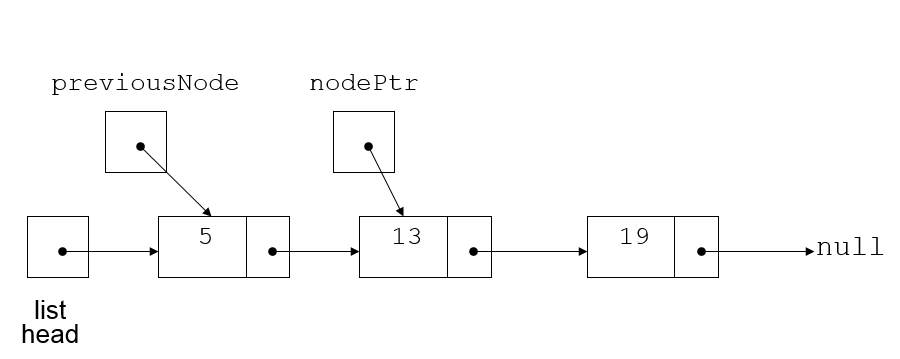 previousNode
nodePtr
5
13
19
null
list
head